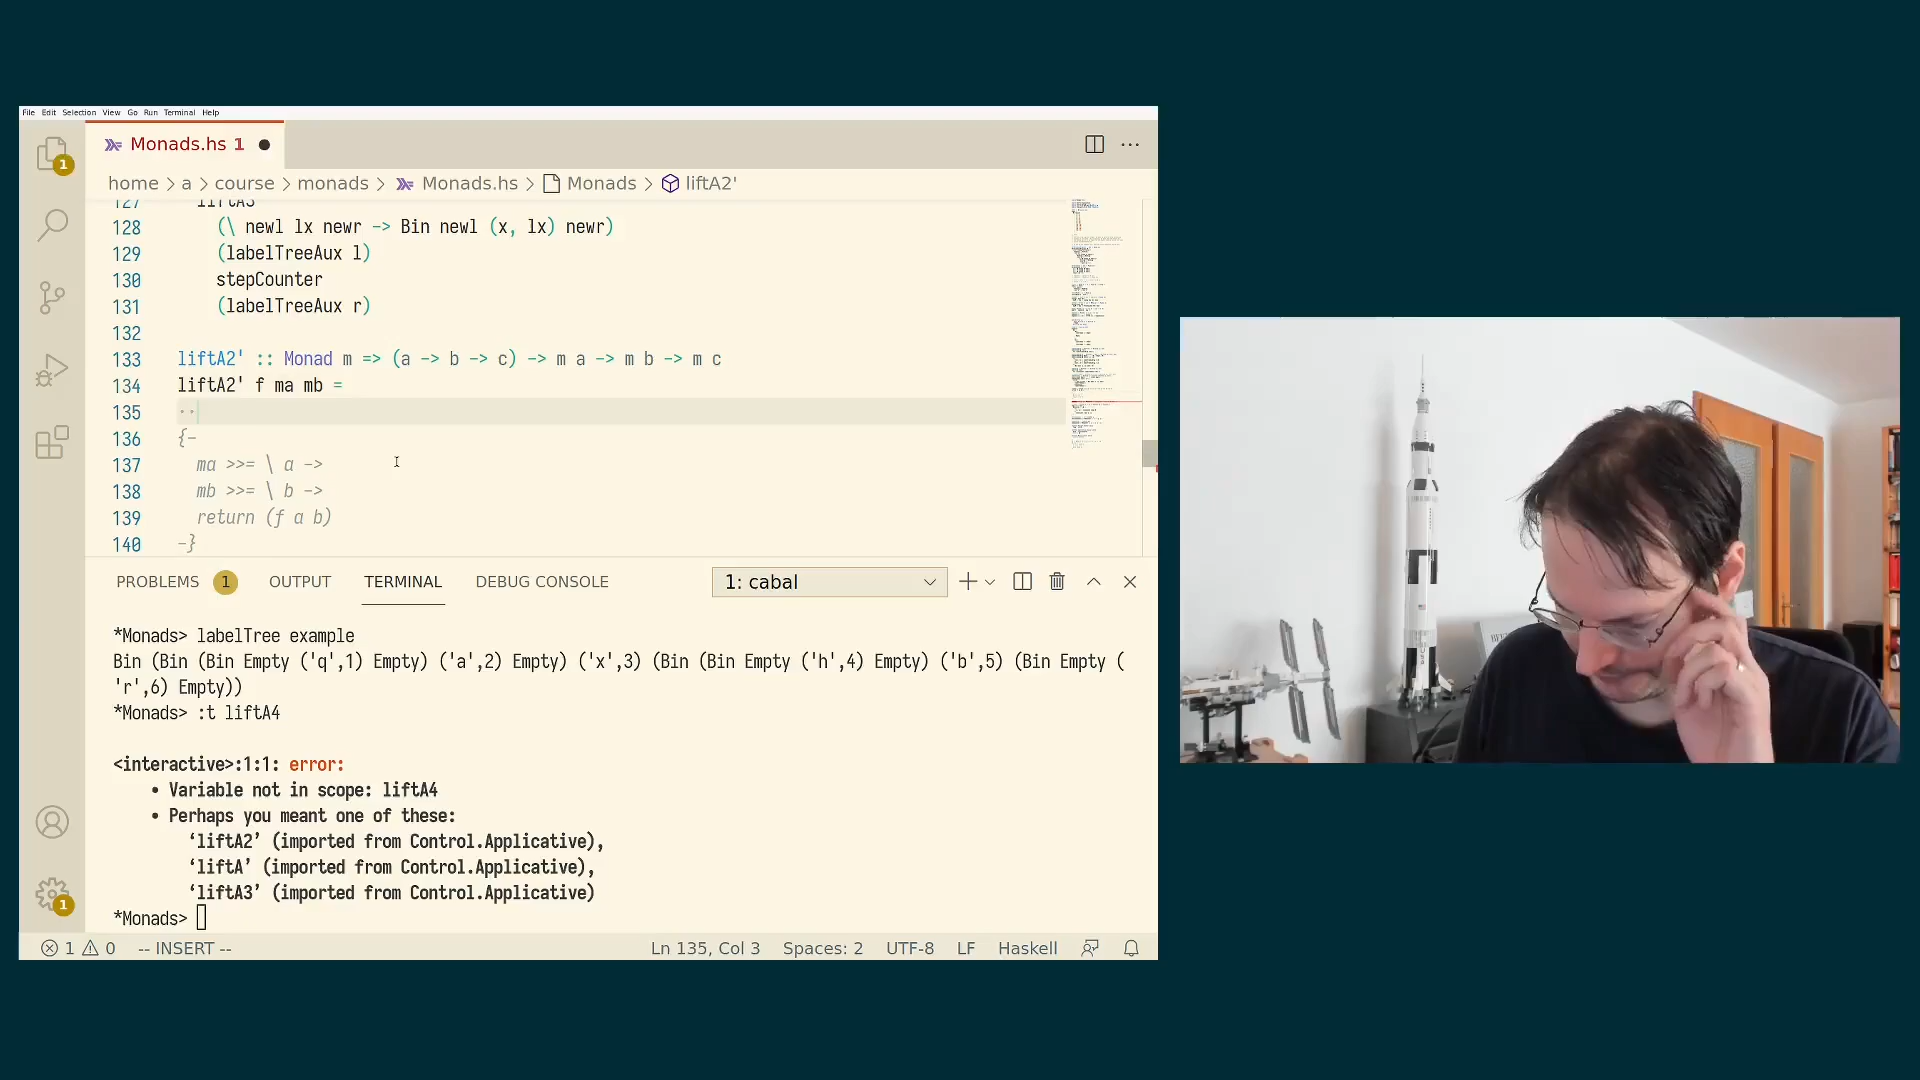 File Edit Selection View Go Run Terminal Help
Monads.hs 1
home > a > course > monads > Monads.hs > Monads > liftA2'
127 liftA3
128 (\ newl lx newr -> Bin newl (x, lx) newr)
129 (labelTreeAux l)
130 stepCounter
131 (labelTreeAux r)
132
133 liftA2' :: Monad m => (a -> b -> c) -> m a -> m b -> m c
134 liftA2' f ma mb =
135
136 {-
137 ma >>= \ a ->
138 mb >>= \ b ->
139 return (f a b)
140 -}
PROBLEMS 1 OUTPUT TERMINAL DEBUG CONSOLE 1: cabal
*Monads> labelTree example
Bin (Bin (Bin Empty ('q',1) Empty) ('a',2) Empty) ('x',3) (Bin (Bin Empty ('h',4) Empty) ('b',5) (Bin Empty (
'r',6) Empty))
*Monads> :t liftA4
<interactive>:1:1: error:
• Variable not in scope: liftA4
• Perhaps you meant one of these:
‘liftA2’ (imported from Control.Applicative),
‘liftA’ (imported from Control.Applicative),
‘liftA3’ (imported from Control.Applicative)
*Monads>
1 0 -- INSERT -- Ln 135, Col 3 Spaces: 2 UTF-8 LF Haskell
1
1